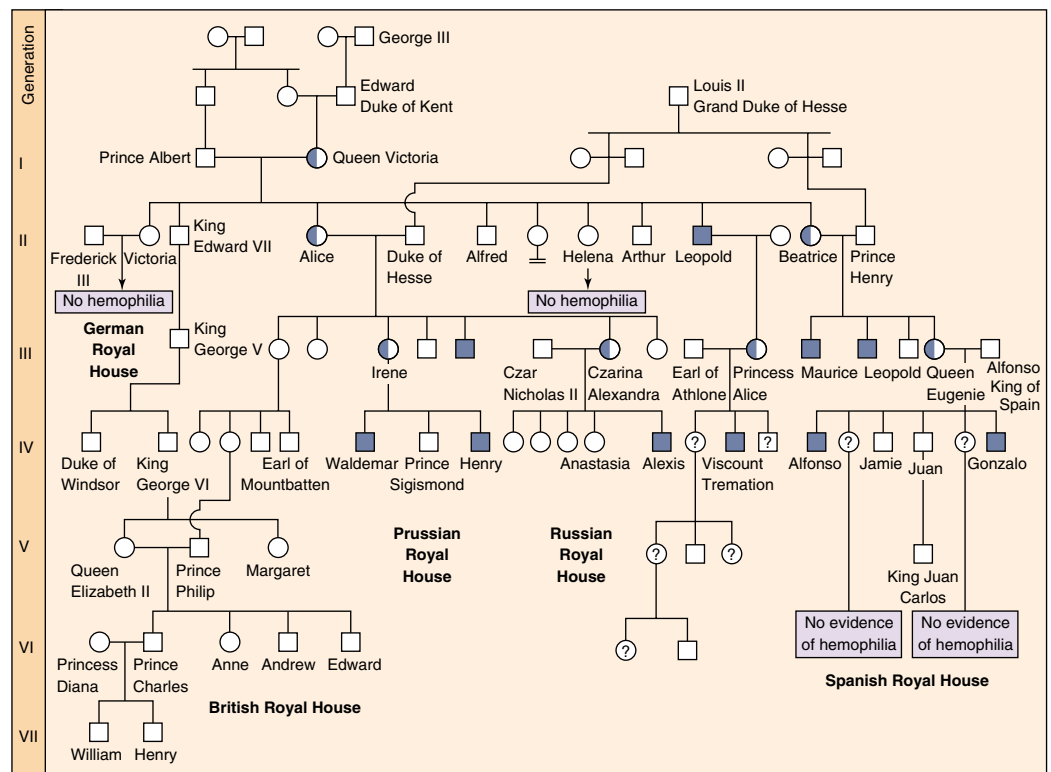 Generation
George III
Edward
Duke of Kent
Louis II
Grand Duke of Hesse
I
Prince Albert
Queen Victoria
II
Frederick
III
Victoria
King
Edward VII
Alice
Duke of
Hesse
Alfred
Helena
Arthur
Leopold
Beatrice
Prince
Henry
No hemophilia
No hemophilia
German
Royal
House
III
King
George V
Irene
Czar
Nicholas II
Czarina
Alexandra
Earl of
Athlone
Princess
Alice
Maurice
Leopold
Queen
Eugenie
Alfonso
King of
Spain
IV
?
?
?
?
Duke of
Windsor
King
George VI
Earl of
Mountbatten
Waldemar
Prince
Sigismond
Henry
Anastasia
Alexis
Viscount
Tremation
Alfonso
Jamie
Juan
Gonzalo
Prussian
Royal
House
Russian
Royal
House
V
?
?
Queen
Elizabeth II
Prince
Philip
Margaret
King Juan
Carlos
No evidence
of hemophilia
No evidence
of hemophilia
VI
?
Princess
Diana
Prince
Charles
Anne
Andrew
Edward
Spanish Royal House
British Royal House
VII
William
Henry